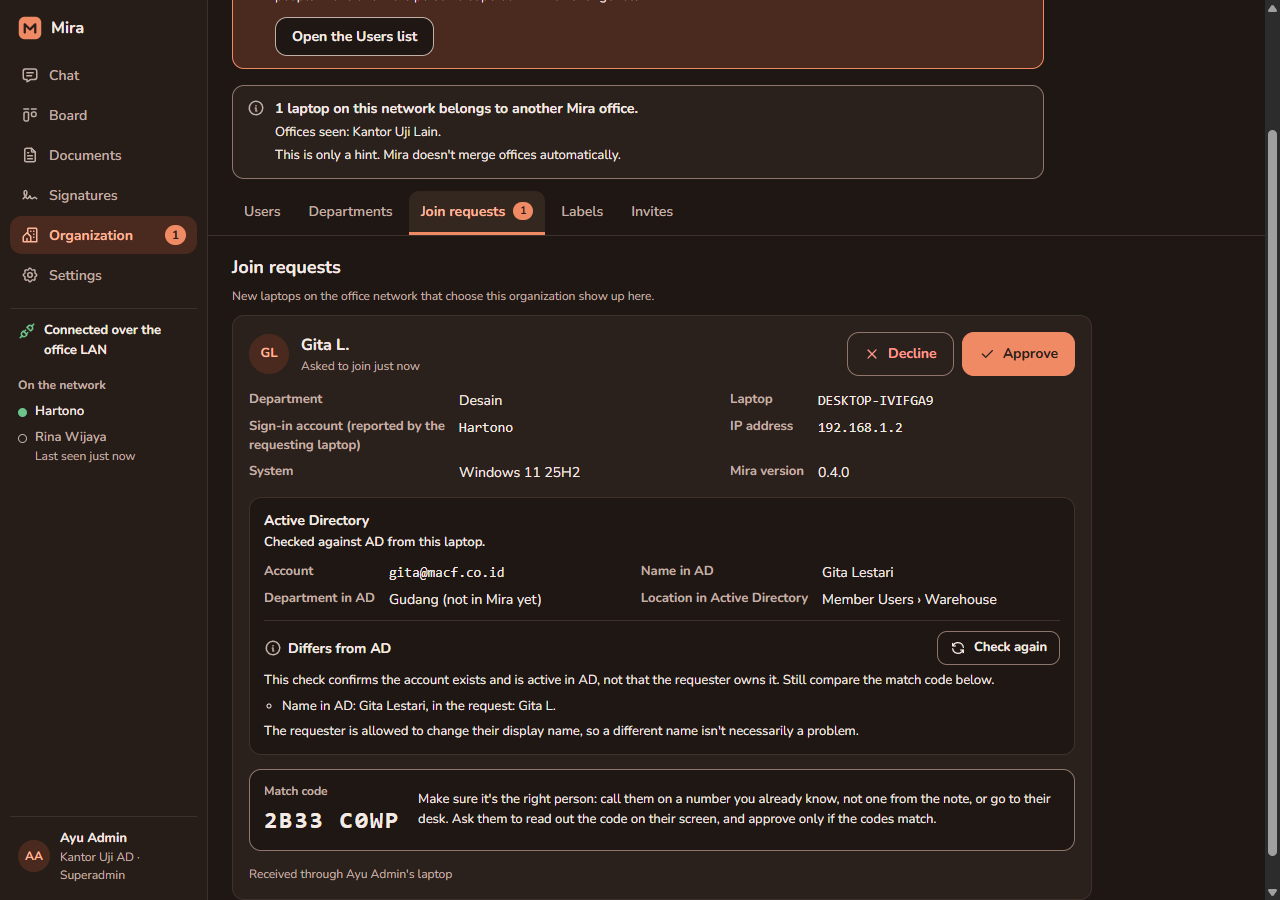 Mira
Chat
Board
Documents
Signatures
Organization 1
Settings
Connected over the
office LAN
On the network
Hartono
Rina Wijaya
Last seen just now
AA
Ayu Admin
Kantor Uji AD ·
Superadmin
Open the Users list
1 laptop on this network belongs to another Mira office.
Offices seen: Kantor Uji Lain.
This is only a hint. Mira doesn't merge offices automatically.
Users Departments Join requests 1 Labels Invites
Join requests
New laptops on the office network that choose this organization show up here.
GL
Gita L.
Asked to join just now
Decline
Approve
Department Desain
Laptop DESKTOP-IVIFGA9
Sign-in account (reported by the
requesting laptop) Hartono
IP address 192.168.1.2
System Windows 11 25H2
Mira version 0.4.0
Active Directory
Checked against AD from this laptop.
Account gita@macf.co.id
Name in AD Gita Lestari
Department in AD Gudang (not in Mira yet)
Location in Active Directory Member Users › Warehouse
Differs from AD
Check again
This check confirms the account exists and is active in AD, not that the requester owns it. Still compare the match code below.
Name in AD: Gita Lestari, in the request: Gita L.
The requester is allowed to change their display name, so a different name isn't necessarily a problem.
Match code
2B33 C0WP
Make sure it's the right person: call them on a number you already know, not one from the note, or go to their
desk. Ask them to read out the code on their screen, and approve only if the codes match.
Received through Ayu Admin's laptop